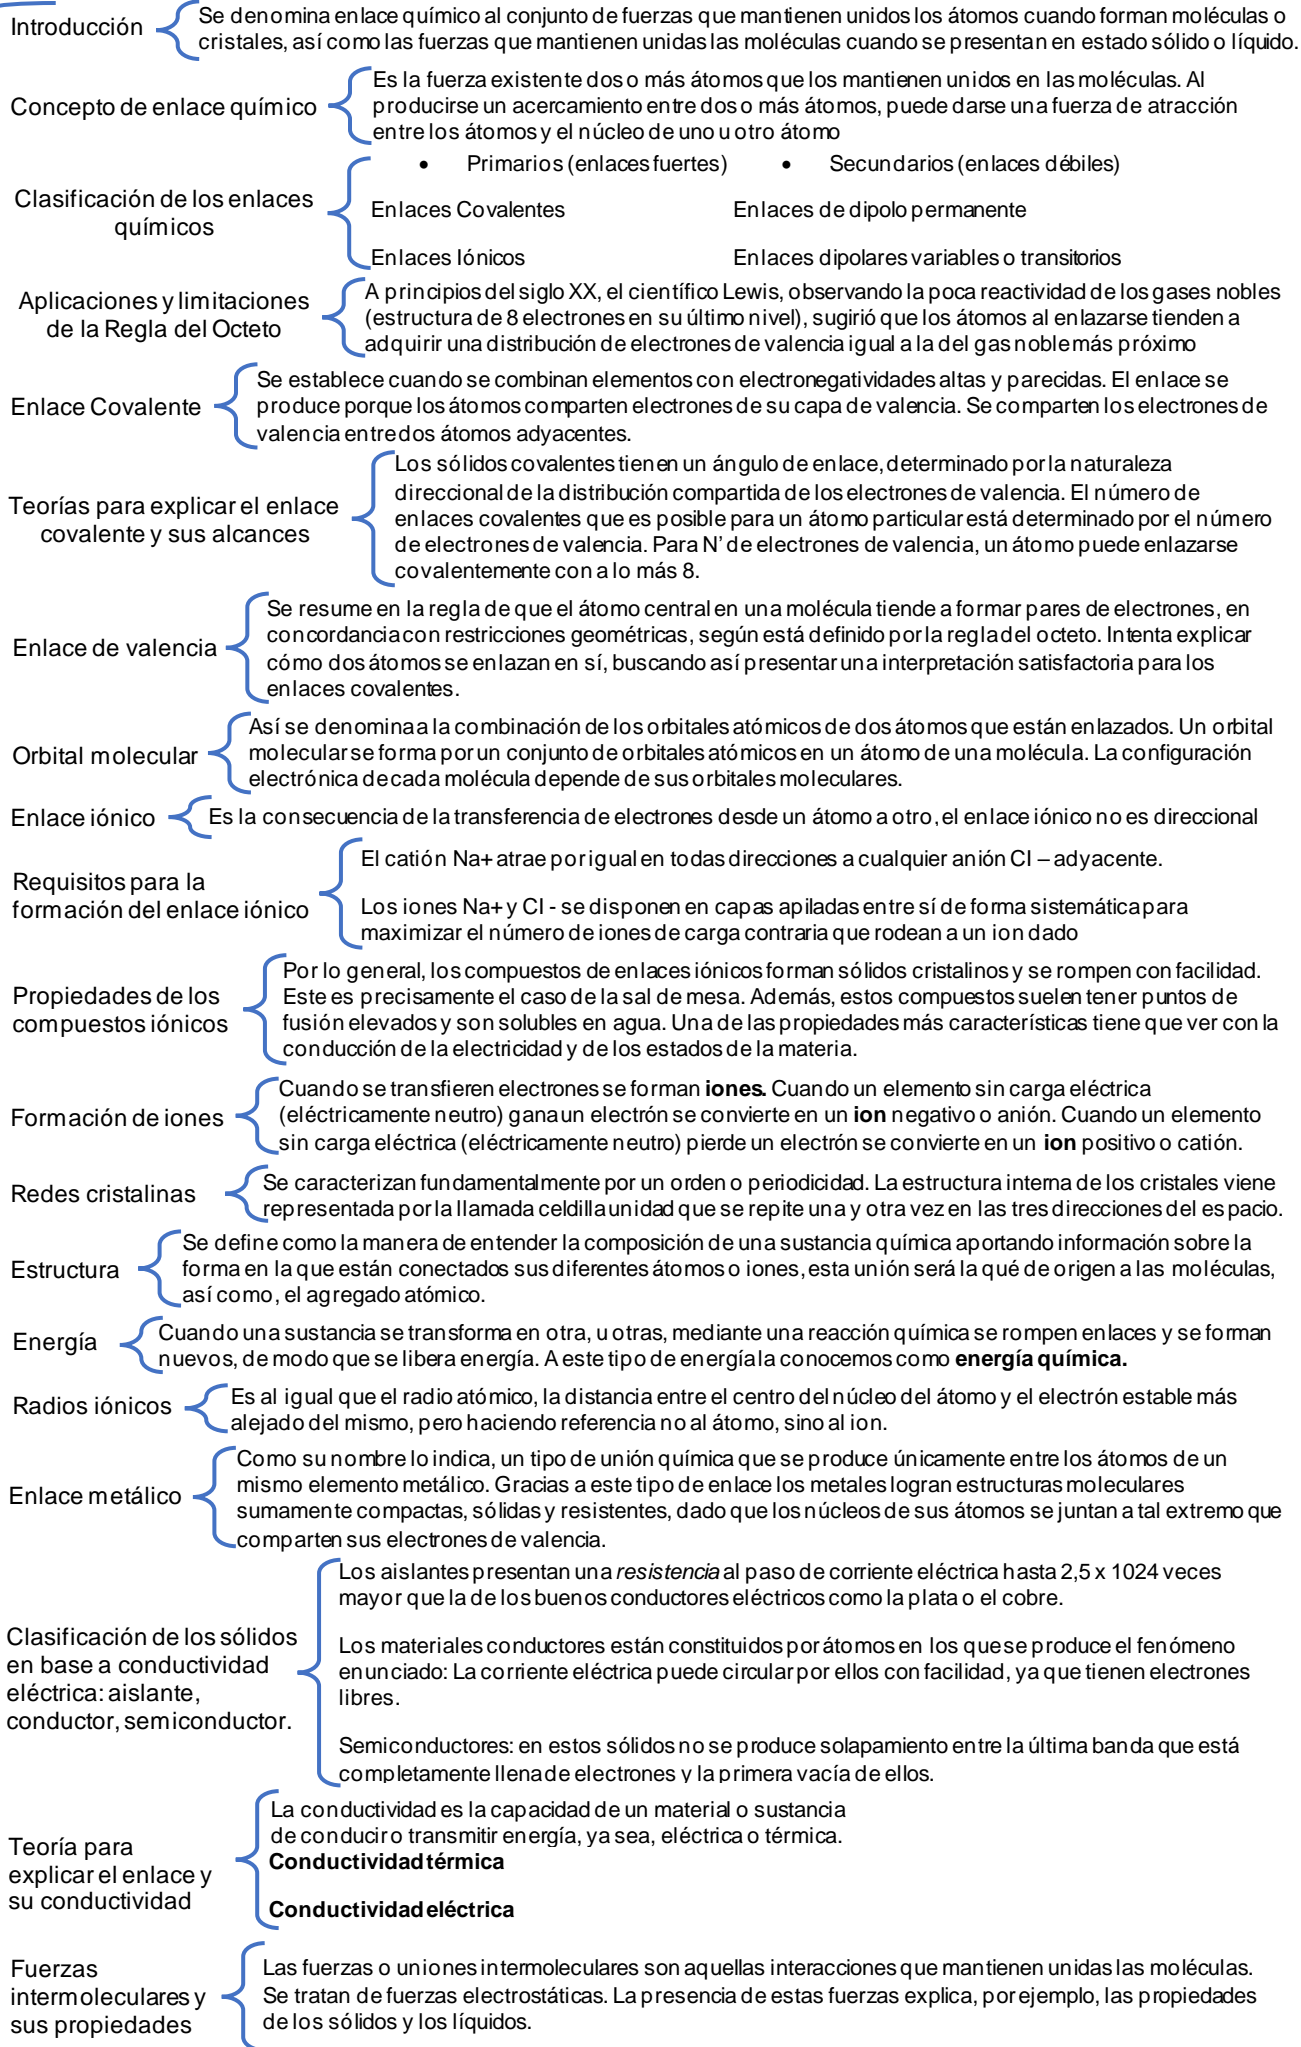 Introducción
Se denomina enlace químico al conjunto de fuerzas que mantienen unidos los átomos cuando forman moléculas o
cristales, así como las fuerzas que mantienen unidas las moléculas cuando se presentan en estado sólido o líquido.
Concepto de enlace químico
Es la fuerza existente dos o más átomos que los mantienen unidos en las moléculas. Al
producirse un acercamiento entre dos o más átomos, puede darse una fuerza de atracción
entre los átomos y el núcleo de uno u otro átomo
Clasificación de los enlaces
químicos
• Primarios (enlaces fuertes) • Secundarios (enlaces débiles)
Enlaces Covalentes Enlaces de dipolo permanente
Enlaces Iónicos Enlaces dipolares variables o transitorios
Aplicaciones y limitaciones
de la Regla del Octeto
A principios del siglo XX, el científico Lewis, observando la poca reactividad de los gases nobles
(estructura de 8 electrones en su último nivel), sugirió que los átomos al enlazarse tienden a
adquirir una distribución de electrones de valencia igual a la del gas noble más próximo
Enlace Covalente
Se establece cuando se combinan elementos con electronegatividades altas y parecidas. El enlace se
produce porque los átomos comparten electrones de su capa de valencia. Se comparten los electrones de
valencia entre dos átomos adyacentes.
Teorías para explicar el enlace
covalente y sus alcances
Los sólidos covalentes tienen un ángulo de enlace, determinado por la naturaleza
direccional de la distribución compartida de los electrones de valencia. El número de
enlaces covalentes que es posible para un átomo particular está determinado por el número
de electrones de valencia. Para N' de electrones de valencia, un átomo puede enlazarse
covalentemente con a lo más 8.
Enlace de valencia
Se resume en la regla de que el átomo central en una molécula tiende a formar pares de electrones, en
concordancia con restricciones geométricas, según está definido por la regla del octeto. Intenta explicar
cómo dos átomos se enlazan en sí, buscando así presentar una interpretación satisfactoria para los
enlaces covalentes.
Orbital molecular
Así se denomina a la combinación de los orbitales atómicos de dos átomos que están enlazados. Un orbital
molecular se forma por un conjunto de orbitales atómicos en un átomo de una molécula. La configuración
electrónica de cada molécula depende de sus orbitales moleculares.
Enlace iónico
Es la consecuencia de la transferencia de electrones desde un átomo a otro, el enlace iónico no es direccional
Requisitos para la
formación del enlace iónico
El catión Na+ atrae por igual en todas direcciones a cualquier anión CI – adyacente.
Los iones Na+ y CI - se disponen en capas apiladas entre sí de forma sistemática para
maximizar el número de iones de carga contraria que rodean a un ion dado
Propiedades de los
compuestos iónicos
Por lo general, los compuestos de enlaces iónicos forman sólidos cristalinos y se rompen con facilidad.
Este es precisamente el caso de la sal de mesa. Además, estos compuestos suelen tener puntos de
fusión elevados y son solubles en agua. Una de las propiedades más características tiene que ver con la
conducción de la electricidad y de los estados de la materia.
Formación de iones
Cuando se transfieren electrones se forman iones. Cuando un elemento sin carga eléctrica
(eléctricamente neutro) gana un electrón se convierte en un ion negativo o anión. Cuando un elemento
sin carga eléctrica (eléctricamente neutro) pierde un electrón se convierte en un ion positivo o catión.
Redes cristalinas
Se caracterizan fundamentalmente por un orden o periodicidad. La estructura interna de los cristales viene
representada por la llamada celdilla unidad que se repite una y otra vez en las tres direcciones del espacio.
Estructura
Se define como la manera de entender la composición de una sustancia química aportando información sobre la
forma en la que están conectados sus diferentes átomos o iones, esta unión será la qué de origen a las moléculas,
así como, el agregado atómico.
Energía
Cuando una sustancia se transforma en otra, u otras, mediante una reacción química se rompen enlaces y se forman
nuevos, de modo que se libera energía. A este tipo de energía la conocemos como energía química.
Radios iónicos
Es al igual que el radio atómico, la distancia entre el centro del núcleo del átomo y el electrón estable más
alejado del mismo, pero haciendo referencia no al átomo, sino al ion.
Enlace metálico
Como su nombre lo indica, un tipo de unión química que se produce únicamente entre los átomos de un
mismo elemento metálico. Gracias a este tipo de enlace los metales logran estructuras moleculares
sumamente compactas, sólidas y resistentes, dado que los núcleos de sus átomos se juntan a tal extremo que
comparten sus electrones de valencia.
Clasificación de los sólidos
en base a conductividad
eléctrica: aislante,
conductor, semiconductor.
Los aislantes presentan una resistencia al paso de corriente eléctrica hasta 2,5 x 1024 veces
mayor que la de los buenos conductores eléctricos como la plata o el cobre.
Los materiales conductores están constituidos por átomos en los que se produce el fenómeno
enunciado: La corriente eléctrica puede circular por ellos con facilidad, ya que tienen electrones
libres.
Semiconductores: en estos sólidos no se produce solapamiento entre la última banda que está
completamente llena de electrones y la primera vacía de ellos.
Teoría para
explicar el enlace y
su conductividad
La conductividad es la capacidad de un material o sustancia
de conducir o transmitir energía, ya sea, eléctrica o térmica.
Conductividad térmica
Conductividad eléctrica
Fuerzas
intermoleculares y
sus propiedades
Las fuerzas o uniones intermoleculares son aquellas interacciones que mantienen unidas las moléculas.
Se tratan de fuerzas electrostáticas. La presencia de estas fuerzas explica, por ejemplo, las propiedades
de los sólidos y los líquidos.